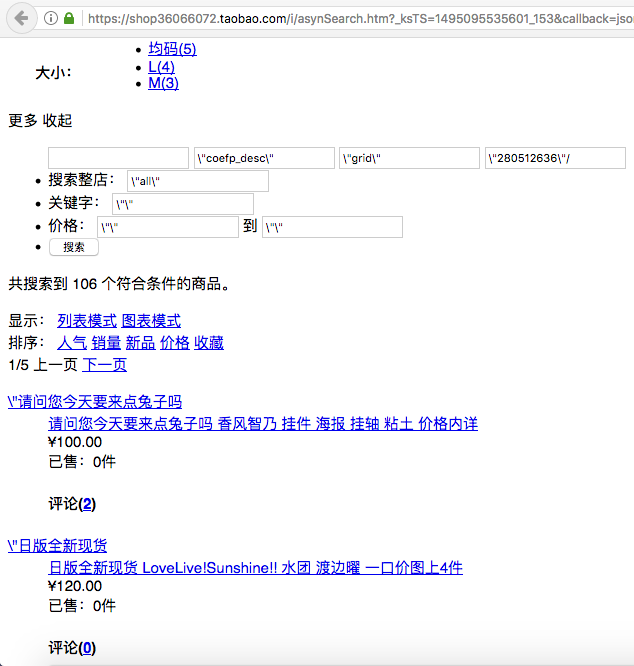 https://shop36066072.taobao.com/i/asynSearch.htm?_ksTS=1495095535601_153&callback=jso
大小： 均码(5)
L(4)
M(3)
更多 收起
\"coefp_desc\" \"grid\" \"280512636\"/
搜索整店： \"all\"
关键字： \"\"
价格： \"\" 到 \"\"
搜索
共搜索到 106 个符合条件的商品。
显示： 列表模式 图表模式
排序： 人气 销量 新品 价格 收藏
1/5 上一页 下一页
\"请问您今天要来点兔子吗
请问您今天要来点兔子吗 香风智乃 挂件 海报 挂轴 粘土 价格内详
¥100.00
已售：0件
评论(2)
\"日版全新现货
日版全新现货 LoveLive!Sunshine!! 水团 渡边曜 一口价图上4件
¥120.00
已售：0件
评论(0)